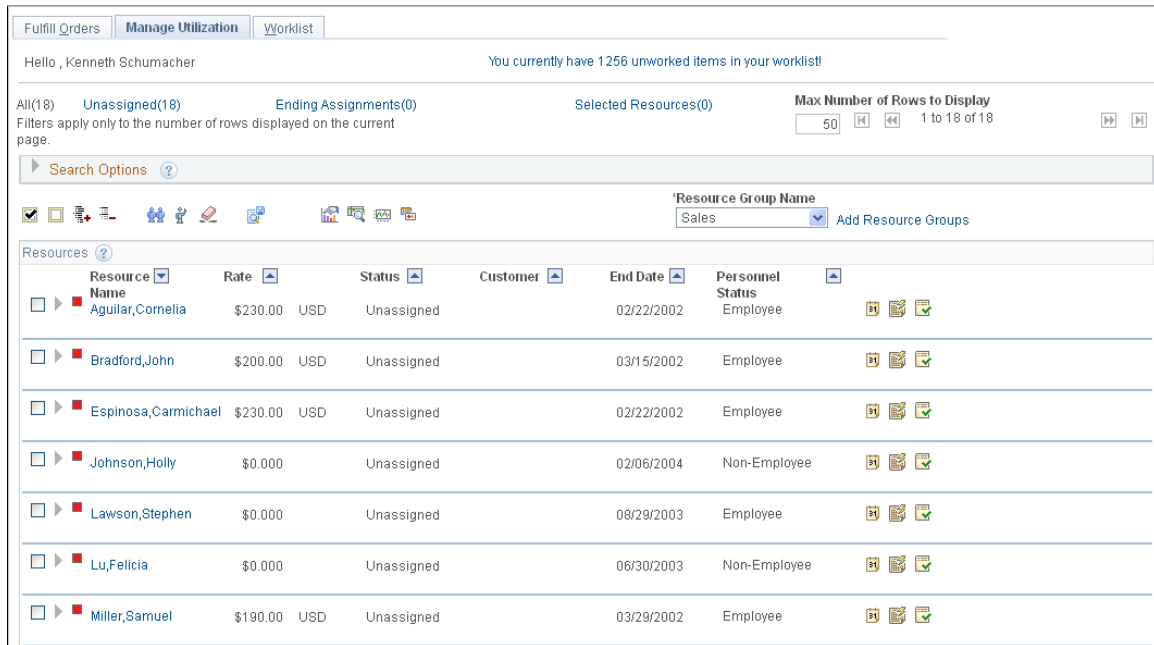 Fulfill Orders Manage Utilization Worklist
Hello , Kenneth Schumacher You currently have 1256 unworked items in your worklist!
All(18) Unassigned(18) Ending Assignments(0) Selected Resources(0) Max Number of Rows to Display
Filters apply only to the number of rows displayed on the current 50 1 to 18 of 18
page.
Search Options ?
*Resource Group Name
Sales Add Resource Groups
Resources ?
Resource Rate Status Customer End Date Personnel
Name Status
Aguilar,Cornelia $230.00 USD Unassigned 02/22/2002 Employee 31
Bradford,John $200.00 USD Unassigned 03/15/2002 Employee 31
Espinosa,Carmichael $230.00 USD Unassigned 02/22/2002 Employee 31
Johnson,Holly $0.000 Unassigned 02/06/2004 Non-Employee 31
Lawson,Stephen $0.000 Unassigned 08/29/2003 Employee 31
Lu,Felicia $0.000 Unassigned 06/30/2003 Non-Employee 31
Miller,Samuel $190.00 USD Unassigned 03/29/2002 Employee 31